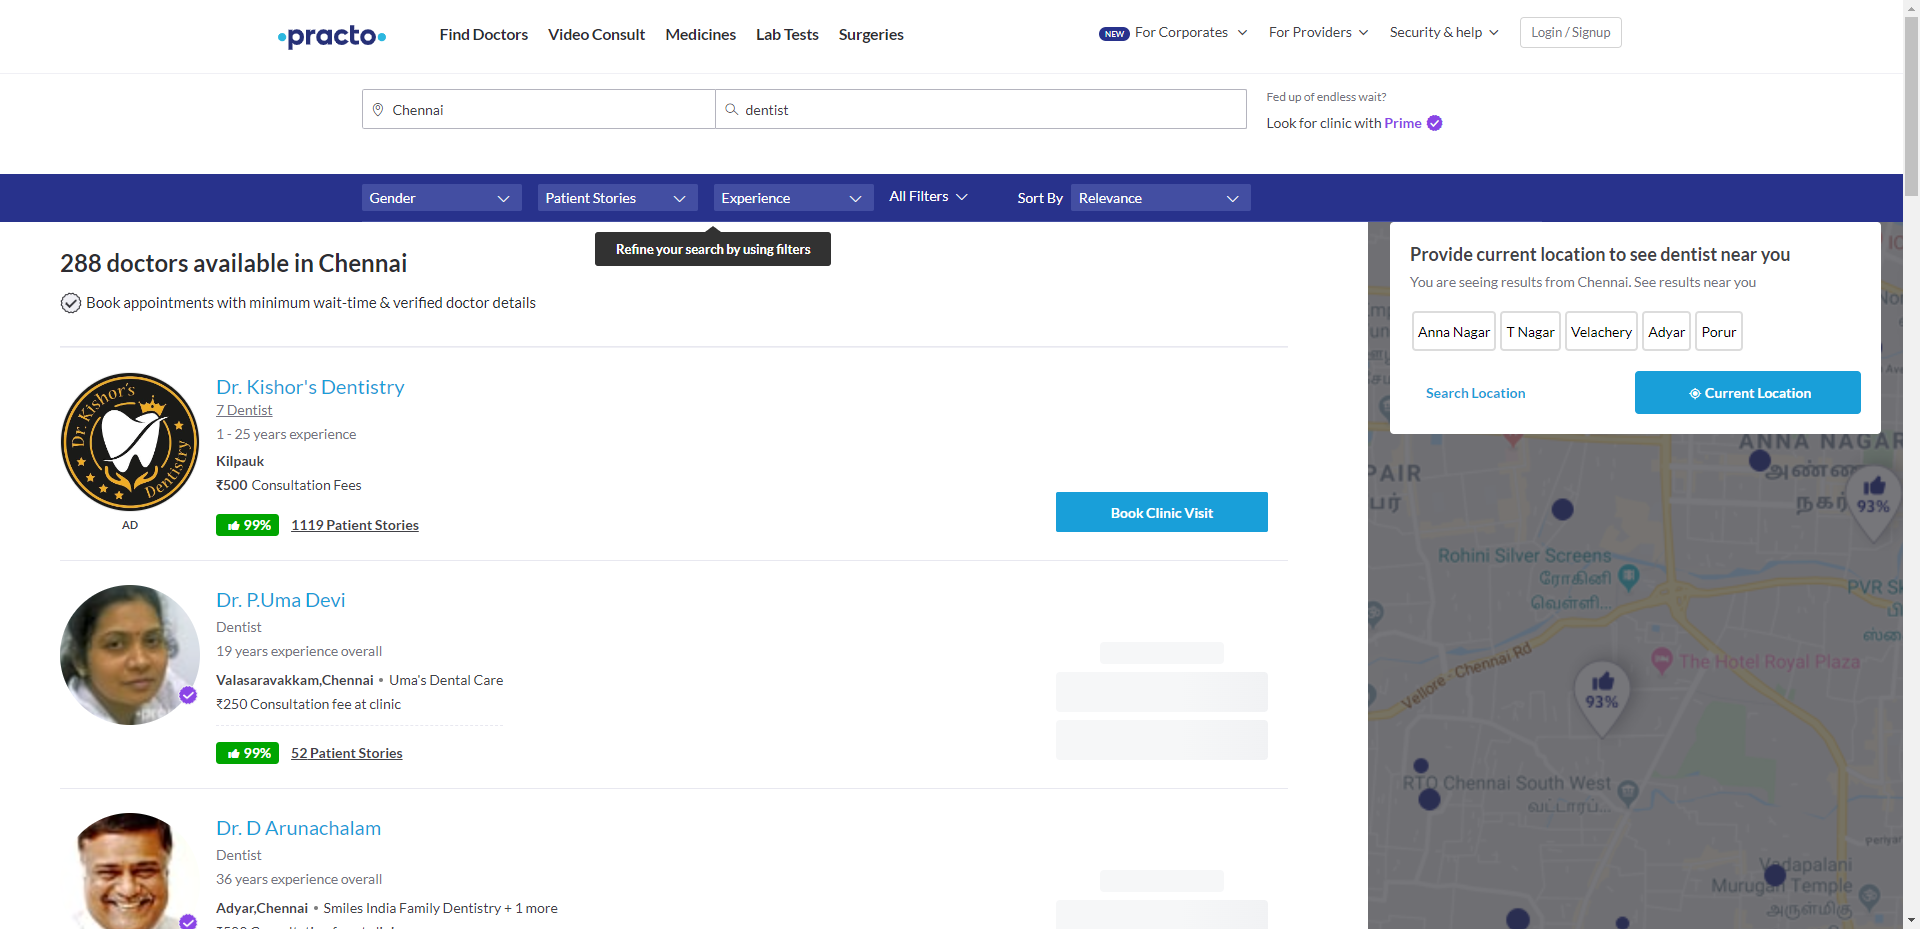 practo
Find Doctors
Video Consult
Medicines
Lab Tests
Surgeries
NEW For Corporates
For Providers
Security & help
Login / Signup
Chennai
dentist
Fed up of endless wait?
Look for clinic with Prime
Gender
Patient Stories
Experience
All Filters
Sort By
Relevance
Refine your search by using filters
288 doctors available in Chennai
Book appointments with minimum wait-time & verified doctor details
Dr. Kishor's
Dentistry
AD
Dr. Kishor's Dentistry
7 Dentist
1 - 25 years experience
Kilpauk
₹500 Consultation Fees
99%
1119 Patient Stories
Book Clinic Visit
Dr. P.Uma Devi
Dentist
19 years experience overall
Valasaravakkam,Chennai • Uma's Dental Care
₹250 Consultation fee at clinic
99%
52 Patient Stories
Dr. D Arunachalam
Dentist
36 years experience overall
Adyar,Chennai • Smiles India Family Dentistry + 1 more
Provide current location to see dentist near you
You are seeing results from Chennai. See results near you
Anna Nagar
T Nagar
Velachery
Adyar
Porur
Search Location
Current Location
ANNA NAGAR
அண்ண
நகர்
93%
PAIR
பர்
Rohini Silver Screens
ரோகினி
வெள்ளி...
PVR SK
Vellore - Chennai Rd
The Hotel Royal Plaza
93%
RTO Chennai South West
வட்டாரப்...
Vadapalani
Murugan Temple
அருள்மிகு